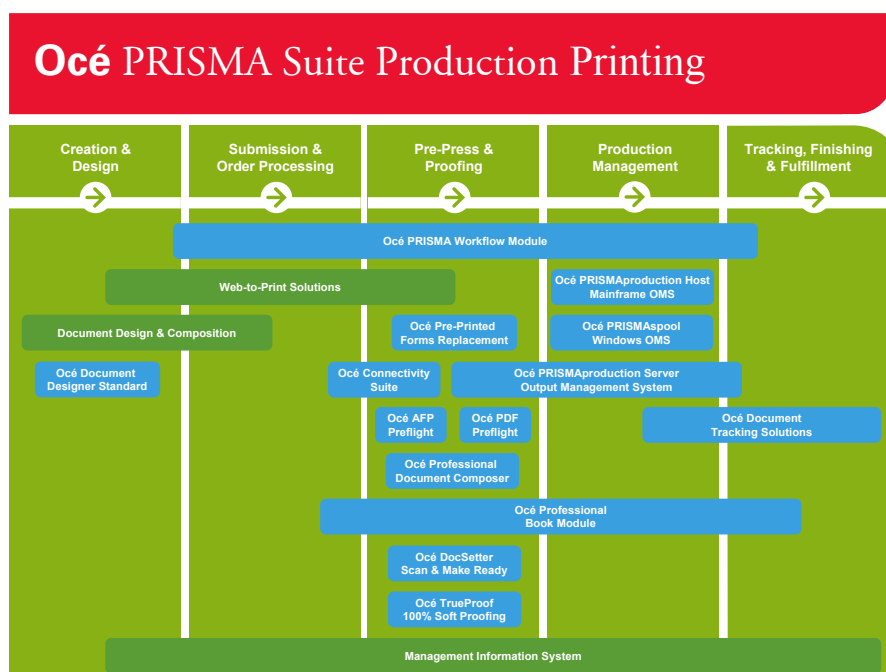 Océ PRISMA Suite Production Printing
Creation &
Design
Submission &
Order Processing
Pre-Press &
Proofing
Production
Management
Tracking, Finishing
& Fulfillment
Océ PRISMA Workflow Module
Web-to-Print Solutions
Océ PRISMAproduction Host
Mainframe OMS
Document Design & Composition
Océ Pre-Printed
Forms Replacement
Océ PRISMAspool
Windows OMS
Océ Document
Designer Standard
Océ Connectivity
Suite
Océ PRISMAproduction Server
Output Management System
Océ AFP
Preflight
Océ PDF
Preflight
Océ Document
Tracking Solutions
Océ Professional
Document Composer
Océ Professional
Book Module
Océ DocSetter
Scan & Make Ready
Océ TrueProof
100% Soft Proofing
Management Information System